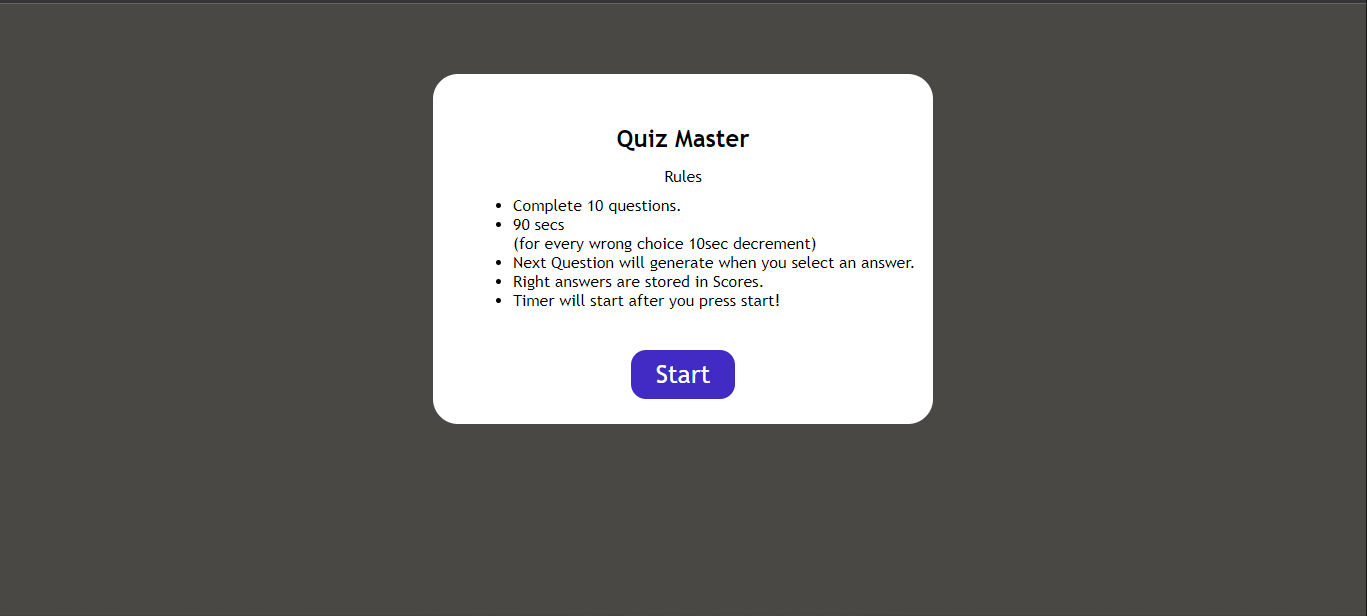 Quiz Master
Rules
• Complete 10 questions.
• 90 secs
(for every wrong choice 10sec decrement)
• Next Question will generate when you select an answer.
• Right answers are stored in Scores.
• Timer will start after you press start!
Start